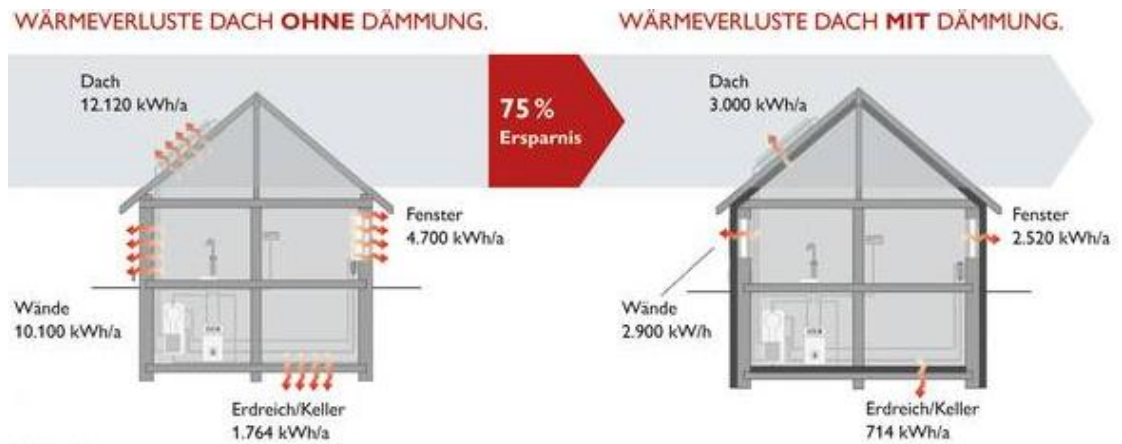 WÄRMEVERLUSTE DACH OHNE DÄMMUNG.
Dach
12.120 kWh/a
Fenster
4.700 kWh/a
Wände
10.100 kWh/a
Erdreich/Keller
1.764 kWh/a
75 %
Ersparnis
WÄRMEVERLUSTE DACH MIT DÄMMUNG.
Dach
3.000 kWh/a
Fenster
2.520 kWh/a
Wände
2.900 kW/h
Erdreich/Keller
714 kWh/a